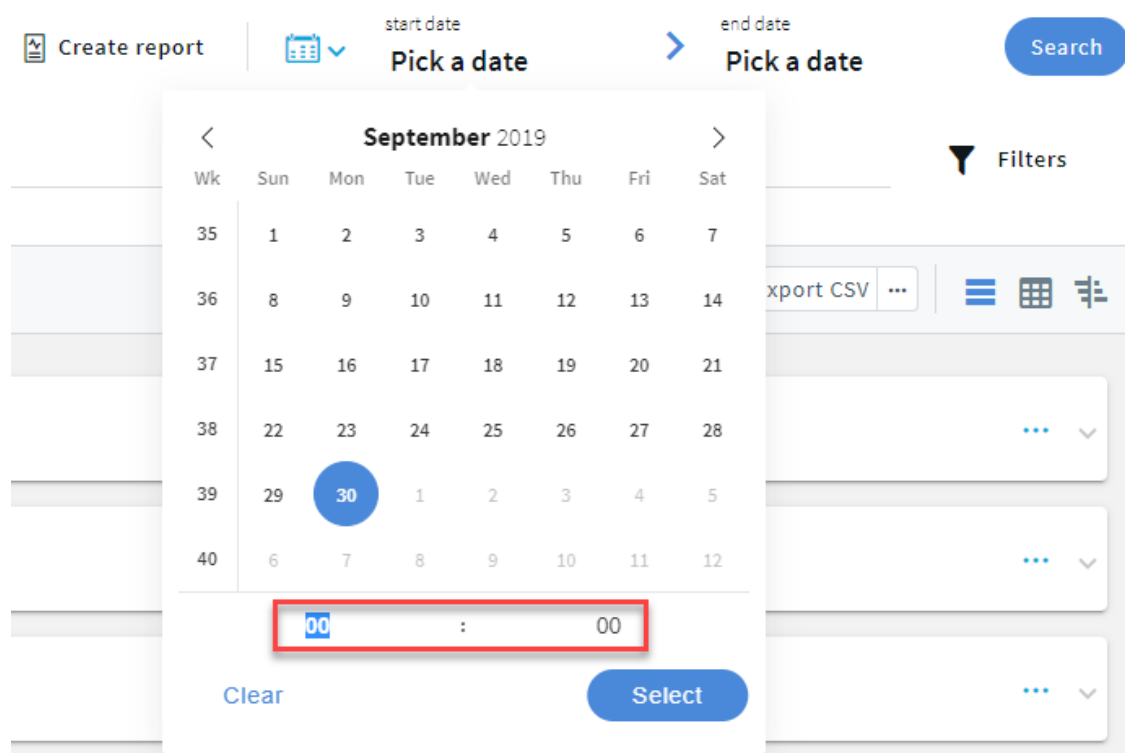 start date
end date
Create report
Pick a date
Pick a date
Search
September 2019
Filters
Wk Sun Mon Tue Wed Thu Fri Sat
35 1 2 3 4 5 6 7
xport CSV ...
36 8 9 10 11 12 13 14
37 15 16 17 18 19 20 21
38 22 23 24 25 26 27 28
39 29 30 1 2 3 4 5
40 6 7 8 9 10 11 12
00 : 00
Clear
Select